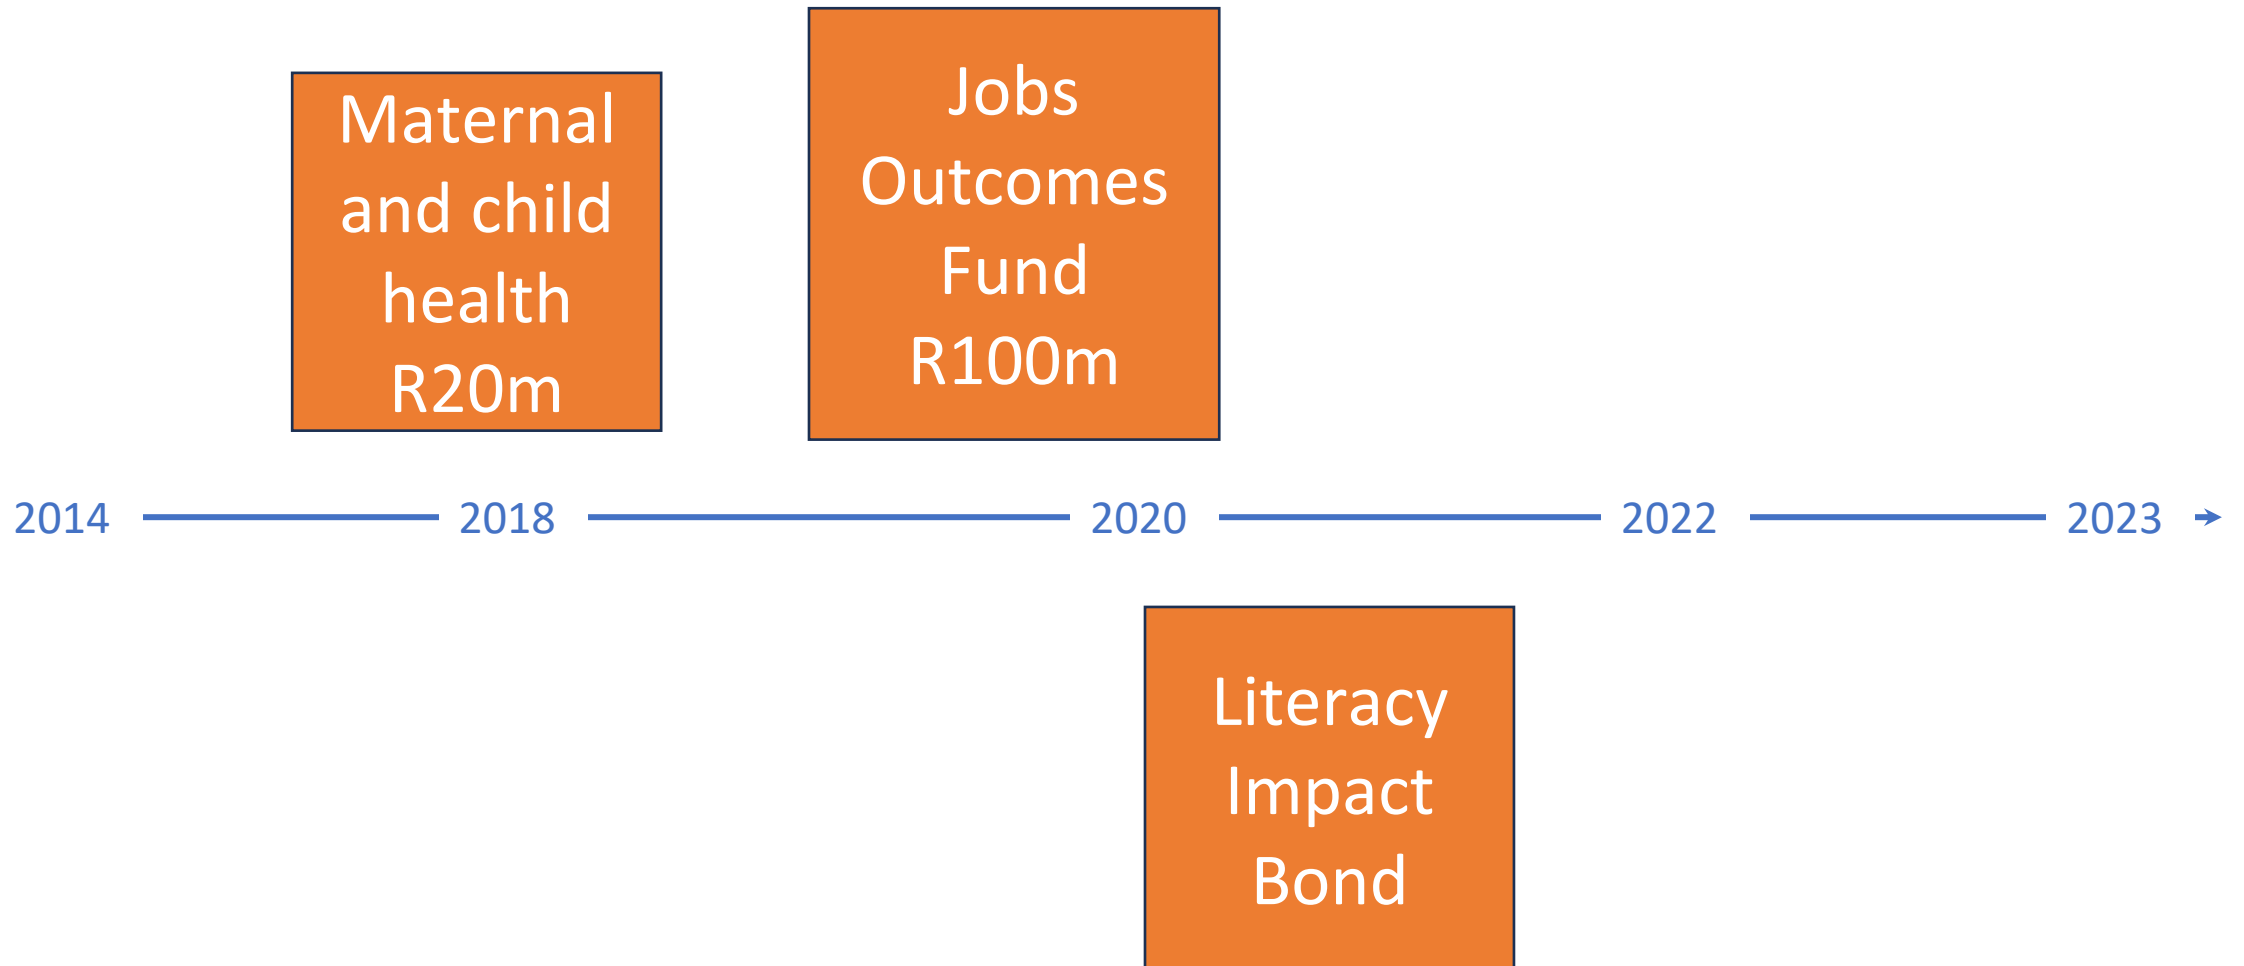 Maternal
and child
health
R20m
Jobs
Outcomes
Fund
R100m
2014 2018 2020 2022 2023
Literacy
Impact
Bond